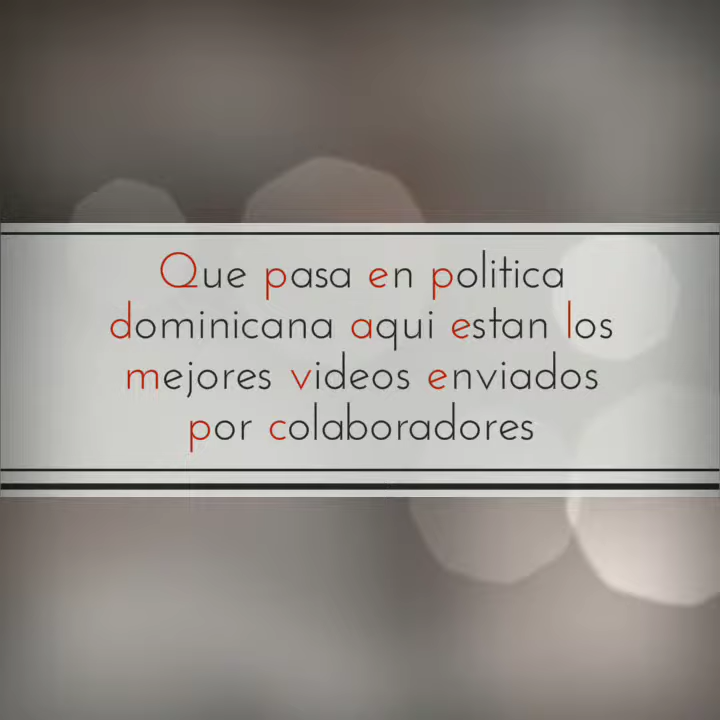 Que pasa en politica
dominicana aqui estan los
mejores videos enviados
por colaboradores